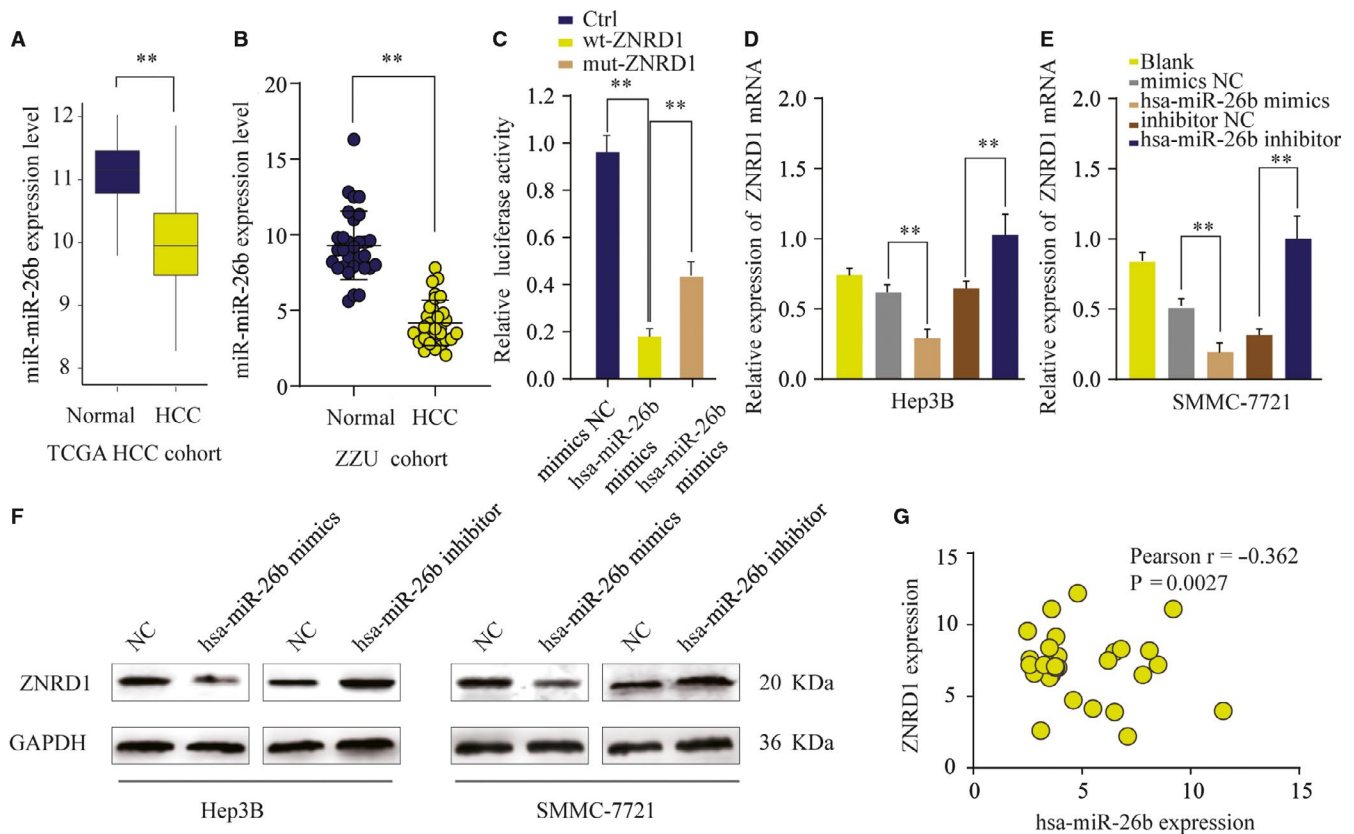 A
**
miR-miR-26b expression level
12
11
10
9
8
Normal HCC
TCGA HCC cohort
B
**
miR-miR-26b expression level
20
15
10
5
0
Normal HCC
ZZU cohort
C
Ctrl
wt-ZNRD1
mut-ZNRD1
** **
Relative luciferase activity
1.2
1.0
0.8
0.6
0.4
0.2
0.0
mimics NC
hsa-miR-26b
mimics
hsa-miR-26b
mimics
D
Relative expression of ZNRD1 mRNA
2.0
1.5
1.0
0.5
0.0
**
**
Hep3B
E
Blank
mimics NC
hsa-miR-26b mimics
inhibitor NC
hsa-miR-26b inhibitor
Relative expression of ZNRD1 mRNA
2.0
1.5
1.0
0.5
0.0
**
**
SMMC-7721
F
NC
hsa-miR-26b mimics
NC
hsa-miR-26b inhibitor
NC
hsa-miR-26b mimics
NC
hsa-miR-26b inhibitor
ZNRD1
20 KDa
GAPDH
36 KDa
Hep3B
SMMC-7721
G
Pearson r = –0.362
P = 0.0027
ZNRD1 expression
15
10
5
0
0 5 10 15
hsa-miR-26b expression